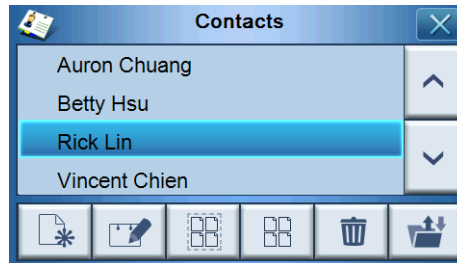 Contacts
Auron Chuang
Betty Hsu
Rick Lin
Vincent Chien